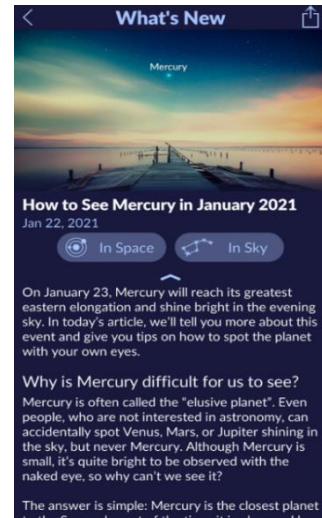 What's New
Mercury
How to See Mercury in January 2021
Jan 22, 2021
In Space
In Sky
On January 23, Mercury will reach its greatest
eastern elongation and shine bright in the evening
sky. In today's article, we'll tell you more about this
event and give you tips on how to spot the planet
with your own eyes.
Why is Mercury difficult for us to see?
Mercury is often called the "elusive planet". Even
people, who are not interested in astronomy, can
accidentally spot Venus, Mars, or Jupiter shining in
the sky, but never Mercury. Although Mercury is
small, it's quite bright to be observed with the
naked eye, so why can't we see it?
The answer is simple: Mercury is the closest planet